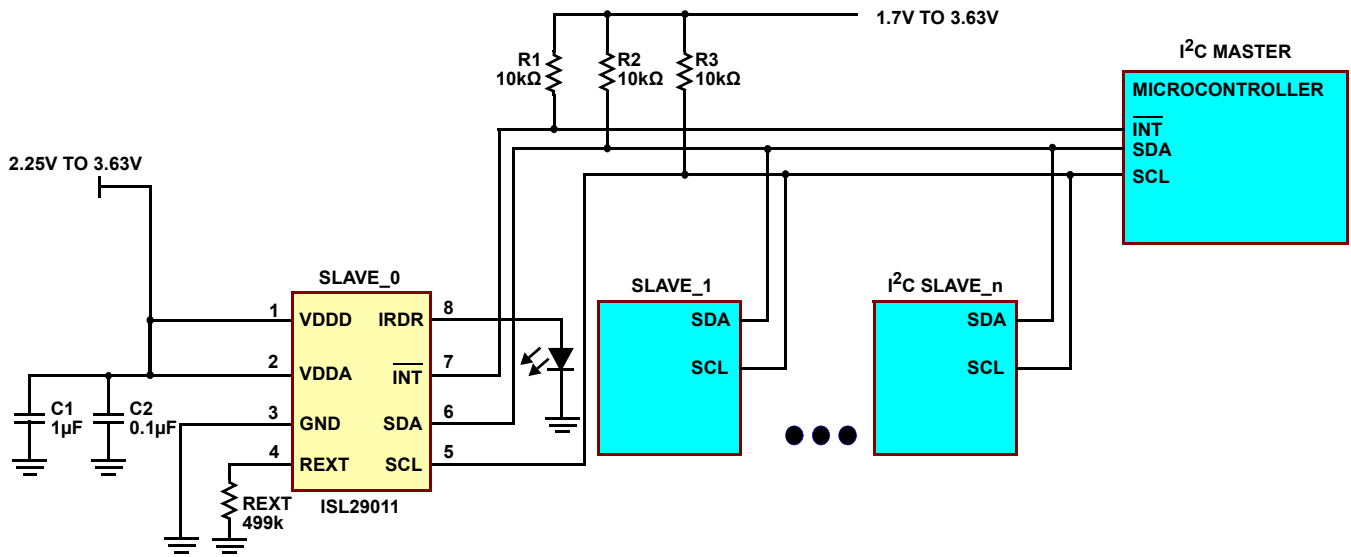 1.7V TO 3.63V
R1
10kΩ
R2
10kΩ
R3
10kΩ
I²C MASTER
MICROCONTROLLER
INT
SDA
SCL
2.25V TO 3.63V
SLAVE_0
1
VDDD
IRDR
8
2
VDDA
INT
7
3
GND
SDA
6
4
REXT
SCL
5
ISL29011
C1
1µF
C2
0.1µF
REXT
499k
SLAVE_1
SDA
SCL
I²C SLAVE_n
SDA
SCL